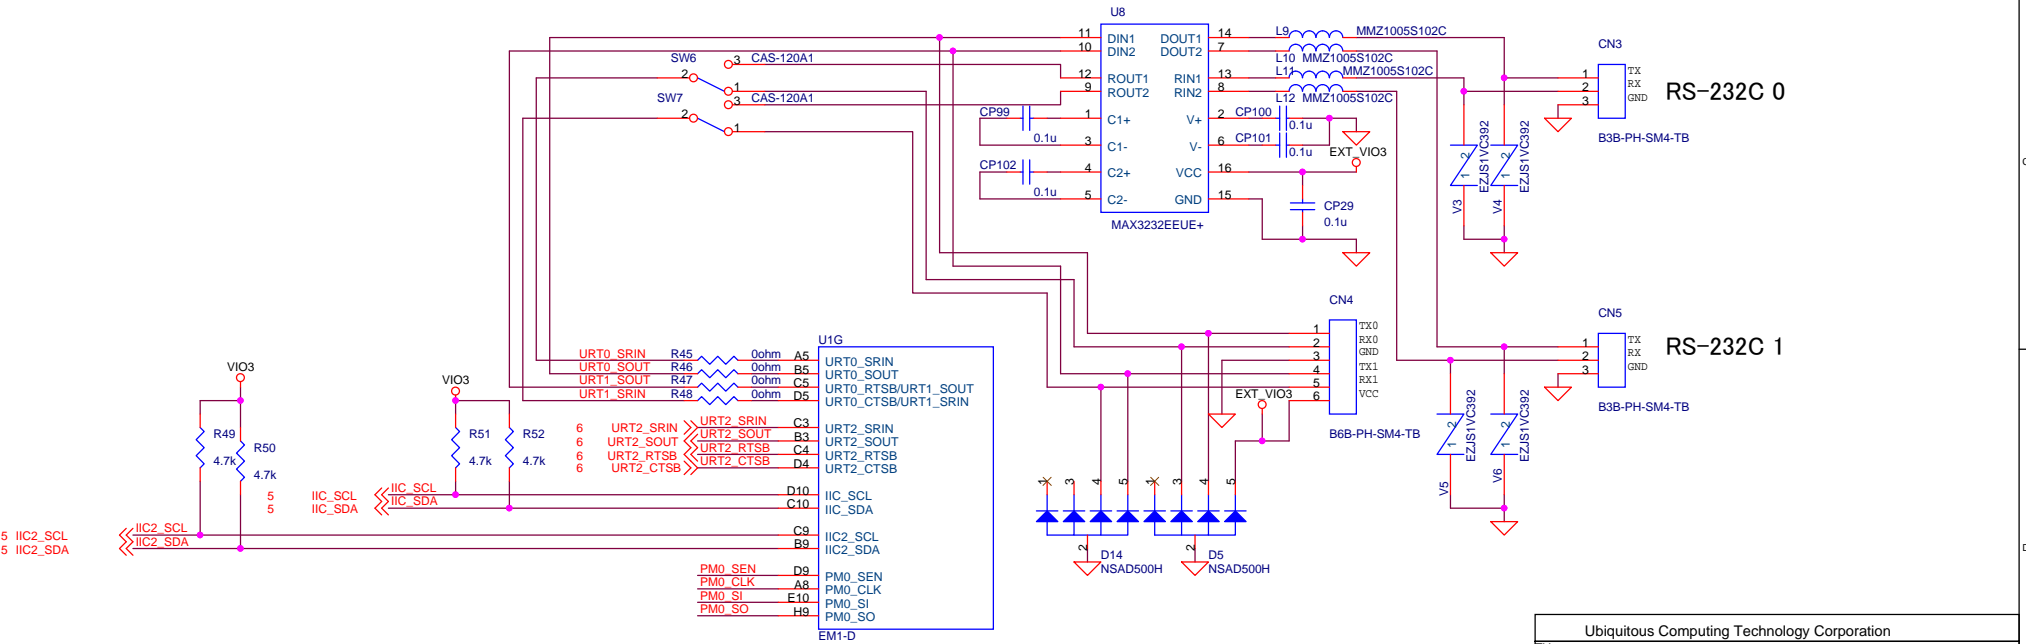 U8
11 DIN1 DOUT1 14 L9 MMZ1005S102C
10 DIN2 DOUT2 7 L10 MMZ1005S102C
12 ROUT1 RIN1 13 L11 MMZ1005S102C
9 ROUT2 RIN2 8 L12 MMZ1005S102C
1 C1+ V+ 2 CP100 0.1u
3 C1- V- 6 CP101 0.1u
4 C2+ VCC 16 EXT_VIO3
5 C2- GND 15
MAX3232EEUE+
CP29
0.1u
SW6 2 3 1 CAS-120A1
SW7 2 3 1 CAS-120A1
CP99 0.1u
CP102 0.1u
CN3
1 TX
2 RX
3 GND
B3B-PH-SM4-TB
RS-232C 0
V3 1 2 EZJS1VC392
V4 1 2 EZJS1VC392
C
CN4
1 TX0
2 RX0
3 GND
4 TX1
5 RX1
6 VCC
B6B-PH-SM4-TB
EXT_VIO3
CN5
1 TX
2 RX
3 GND
B3B-PH-SM4-TB
RS-232C 1
V5 1 2 EZJS1VC392
V6 1 2 EZJS1VC392
D
1 3 4 5 2 D14
NSAD500H
1 3 4 5 2 D5
NSAD500H
U1G
URT0_SRIN R45 0ohm A5 URT0_SRIN
URT0_SOUT R46 0ohm B5 URT0_SOUT
URT1_SOUT R47 0ohm C5 URT0_RTSB/URT1_SOUT
URT1_SRIN R48 0ohm D5 URT0_CTSB/URT1_SRIN
6 URT2_SRIN URT2_SRIN C3 URT2_SRIN
6 URT2_SOUT URT2_SOUT B3 URT2_SOUT
6 URT2_RTSB URT2_RTSB C4 URT2_RTSB
6 URT2_CTSB URT2_CTSB D4 URT2_CTSB
5 IIC_SCL IIC_SCL D10 IIC_SCL
5 IIC_SDA IIC_SDA C10 IIC_SDA
5 IIC2_SCL IIC2_SCL C9 IIC2_SCL
5 IIC2_SDA IIC2_SDA B9 IIC2_SDA
PM0_SEN D9 PM0_SEN
PM0_CLK A8 PM0_CLK
PM0_SI E10 PM0_SI
PM0_SO H9 PM0_SO
EM1-D
VIO3
R49 4.7k
R50 4.7k
VIO3
R51 4.7k
R52 4.7k
Ubiquitous Computing Technology Corporation